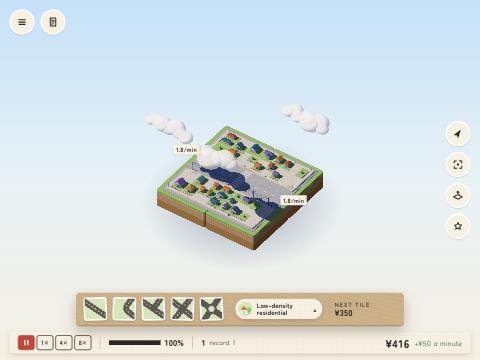 1.8/min
1.8/min
Low-density
residential
NEXT TILE
¥350
1×
4×
8×
100%
1 record 1
¥416 +¥50 a minute